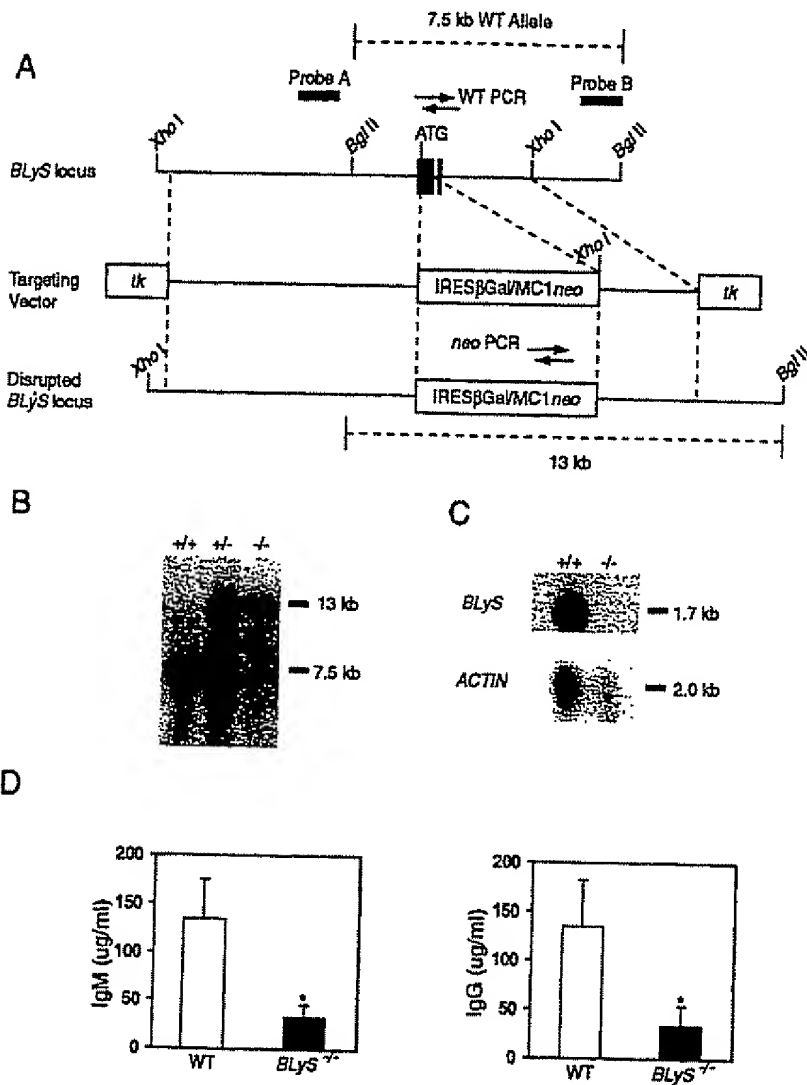 A
7.5 kb WT Allele
Probe A
WT PCR
Probe B
Xho I
Bgl II
ATG
Xho I
Bgl II
BLyS locus
Targeting
Vector
tk
IRESβGal/MC1neo
Xho I
tk
neo PCR
Disrupted
BLyS locus
Xho I
IRESβGal/MC1neo
Bgl II
13 kb
B
+/+ +/- -/-
13 kb
7.5 kb
C
+/+ -/-
BLyS
1.7 kb
ACTIN
2.0 kb
D
IgM (ug/ml)
200
150
100
50
0
*
WT
BLyS -/-
IgG (ug/ml)
200
150
100
50
0
*
WT
BLyS -/-